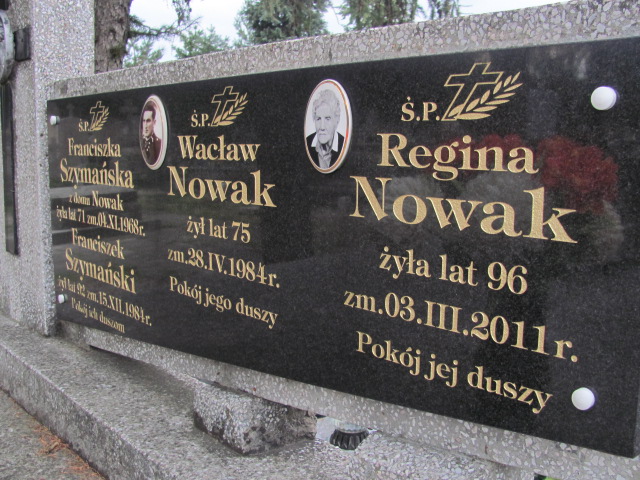 Ś.P.
Franciszka
Szymańska
z domu Nowak
żyła lat 71 zm.04.XI.1968r.
Franciszek
Szymański
żył lat 92 zm.15.XII.1984r.
Pokój ich duszom
Ś.P.
Wacław
Nowak
żył lat 75
zm.28.IV.1984r.
Pokój jego duszy
Ś.P.
Regina
Nowak
żyła lat 96
zm.03.III.2011r.
Pokój jej duszy